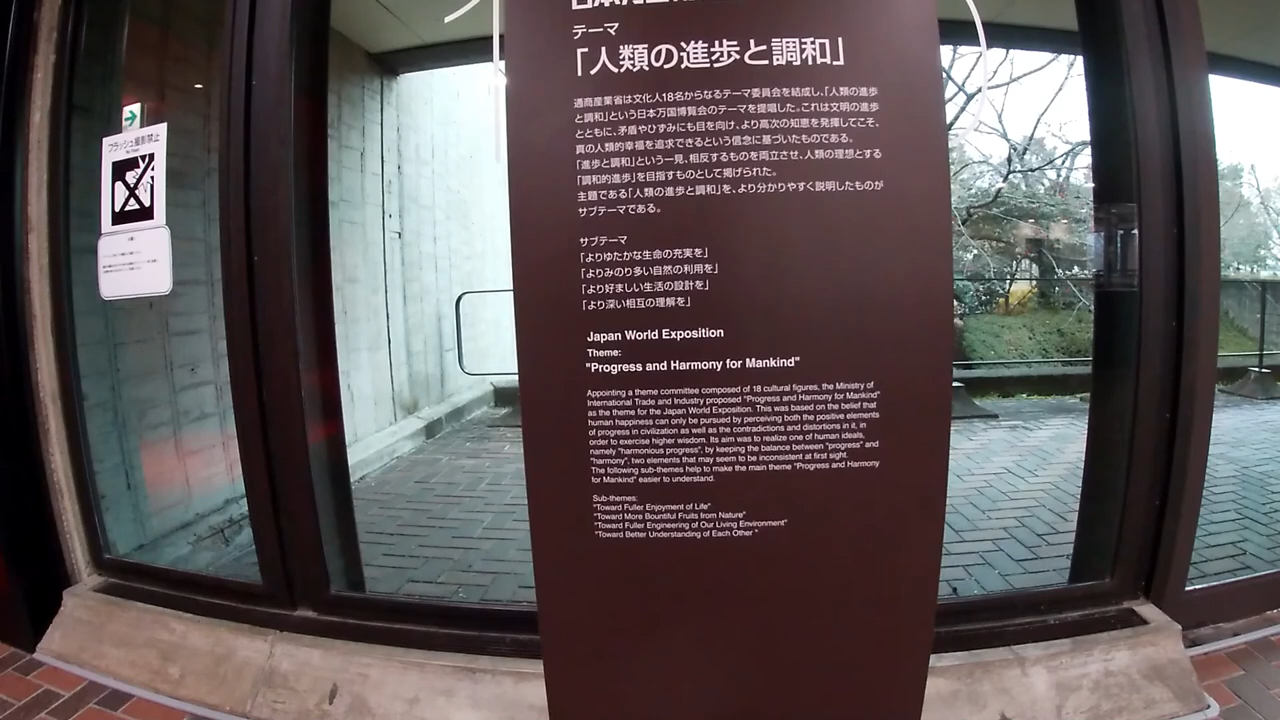 テーマ
「人類の進歩と調和」
通商産業省は文化人18名からなるテーマ委員会を結成し、「人類の進歩
と調和」という日本万国博覧会のテーマを提唱した。これは文明の進歩
とともに、矛盾やひずみにも目を向け、より高次の知恵を発揮してこそ、
真の人類的幸福を追求できるという信念に基づいたものである。
「進歩と調和」という一見、相反するものを両立させ、人類の理想とする
「調和的進歩」を目指すものとして掲げられた。
主題である「人類の進歩と調和」を、より分かりやすく説明したものが
サブテーマである。
サブテーマ
「よりゆたかな生命の充実を」
「よりみのり多い自然の利用を」
「より好ましい生活の設計を」
「より深い相互の理解を」
Japan World Exposition
Theme:
"Progress and Harmony for Mankind"
Appointing a theme committee composed of 18 cultural figures, the Ministry of
International Trade and Industry proposed "Progress and Harmony for Mankind"
as the theme for the Japan World Exposition. This was based on the belief that
human happiness can only be pursued by perceiving both the positive elements
of progress in civilization as well as the contradictions and distortions in it, in
order to exercise higher wisdom. Its aim was to realize one of human ideals,
namely "harmonious progress", by keeping the balance between "progress" and
"harmony", two elements that may seem to be inconsistent at first sight.
The following sub-themes help to make the main theme "Progress and Harmony
for Mankind" easier to understand.
Sub-themes:
"Toward Fuller Enjoyment of Life"
"Toward More Bountiful Fruits from Nature"
"Toward Fuller Engineering of Our Living Environment"
"Toward Better Understanding of Each Other "
フラッシュ撮影禁止